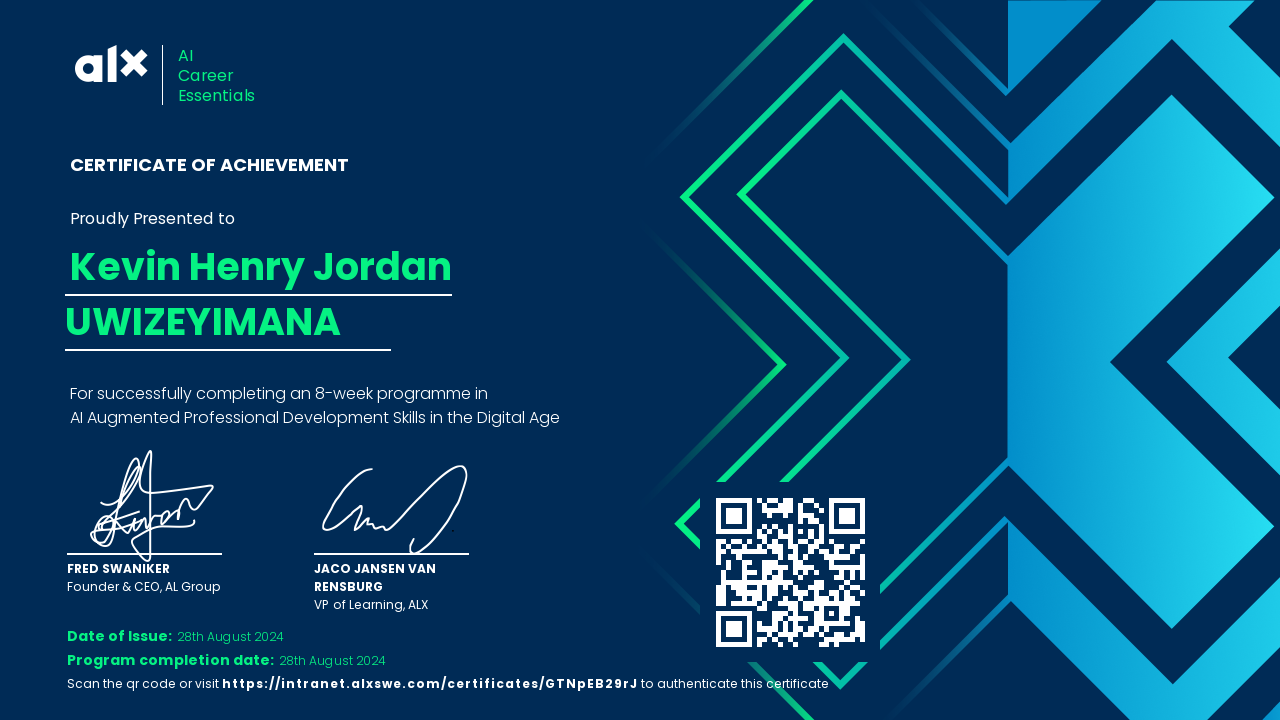 alx
AI
Career
Essentials
CERTIFICATE OF ACHIEVEMENT
Proudly Presented to
Kevin Henry Jordan
UWIZEYIMANA
For successfully completing an 8-week programme in
AI Augmented Professional Development Skills in the Digital Age
FRED SWANIKER
Founder & CEO, AL Group
JACO JANSEN VAN
RENSBURG
VP of Learning, ALX
Date of Issue: 28th August 2024
Program completion date: 28th August 2024
Scan the qr code or visit https://intranet.alxswe.com/certificates/GTNpEB29rJ to authenticate this certificate